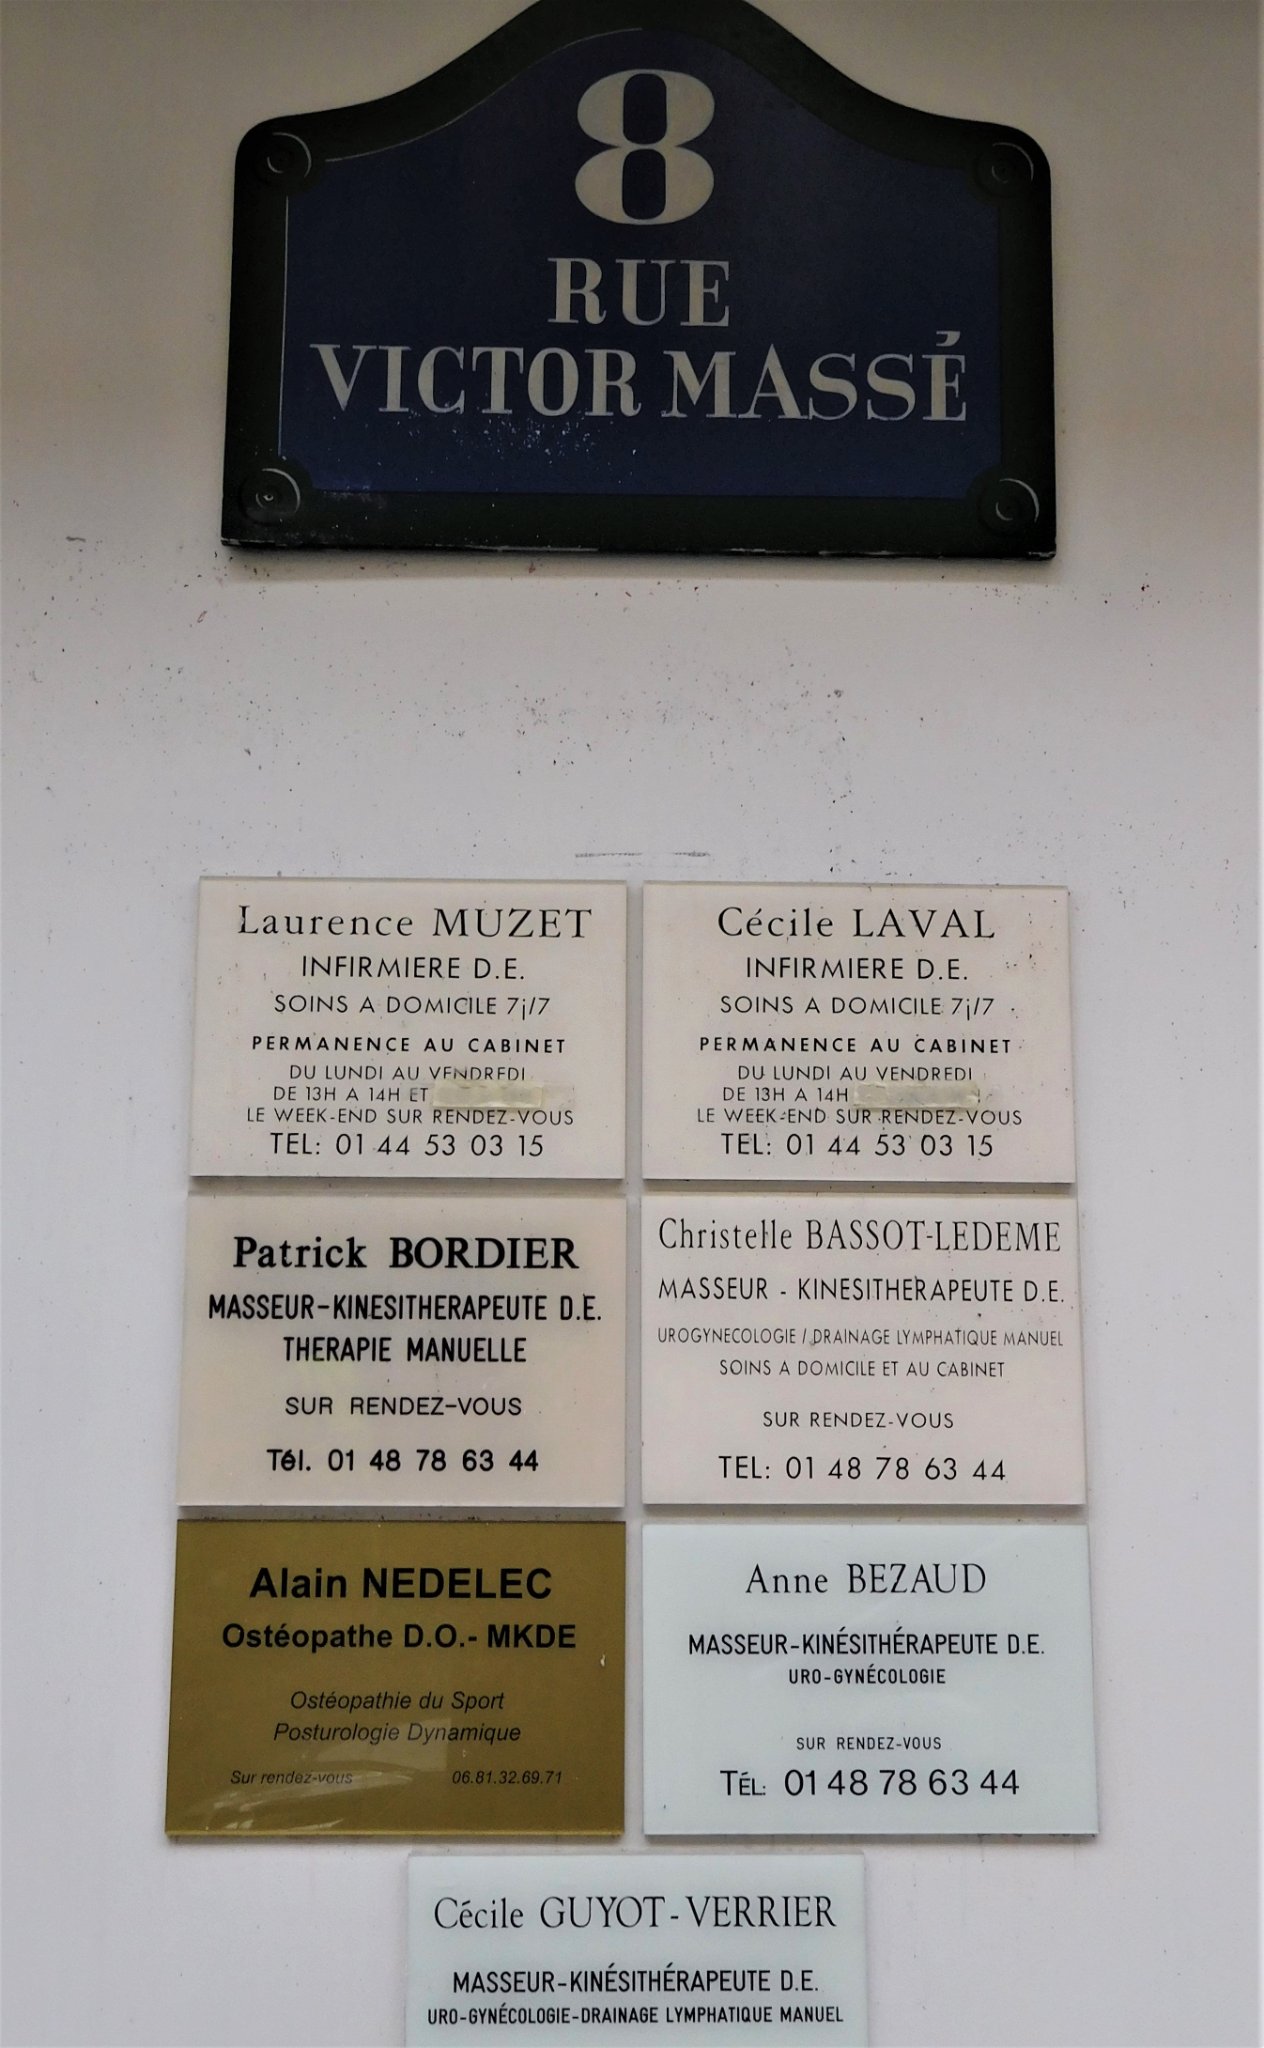 8
RUE
VICTOR MASSÉ
Laurence MUZET
INFIRMIERE D.E.
SOINS A DOMICILE 7j/7
PERMANENCE AU CABINET
DU LUNDI AU VENDREDI
DE 13H A 14H ET
LE WEEK-END SUR RENDEZ-VOUS
TEL: 01 44 53 03 15
Cécile LAVAL
INFIRMIERE D.E.
SOINS A DOMICILE 7j/7
PERMANENCE AU CABINET
DU LUNDI AU VENDREDI
DE 13H A 14H
LE WEEK-END SUR RENDEZ-VOUS
TEL: 01 44 53 03 15
Patrick BORDIER
MASSEUR-KINESITHERAPEUTE D.E.
THERAPIE MANUELLE
SUR RENDEZ-VOUS
Tél. 01 48 78 63 44
Christelle BASSOT-LEDEME
MASSEUR - KINESITHERAPEUTE D.E.
UROGYNECOLOGIE / DRAINAGE LYMPHATIQUE MANUEL
SOINS A DOMICILE ET AU CABINET
SUR RENDEZ-VOUS
TEL: 01 48 78 63 44
Alain NEDELEC
Ostéopathe D.O.- MKDE
Ostéopathie du Sport
Posturologie Dynamique
Sur rendez-vous 06.81.32.69.71
Anne BEZAUD
MASSEUR-KINÉSITHÉRAPEUTE D.E.
URO-GYNÉCOLOGIE
SUR RENDEZ-VOUS
TÉL: 01 48 78 63 44
Cécile GUYOT-VERRIER
MASSEUR-KINÉSITHÉRAPEUTE D.E.
URO-GYNÉCOLOGIE-DRAINAGE LYMPHATIQUE MANUEL